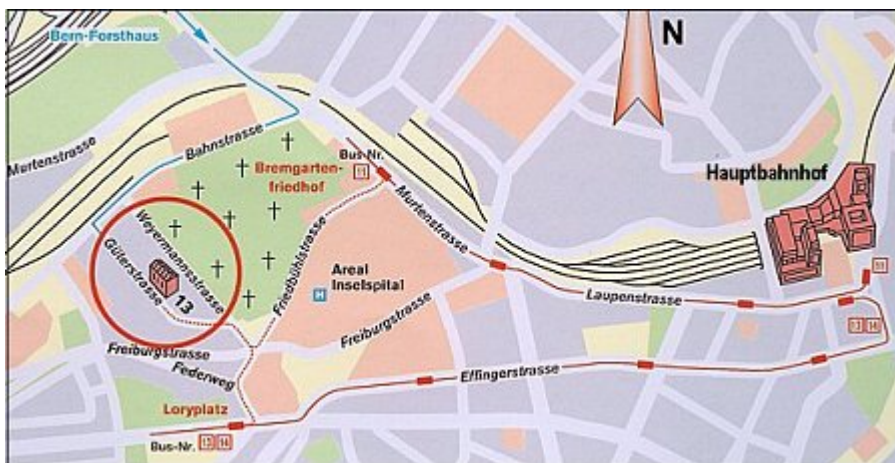 Bern-Forsthaus
N
Murtenstrasse
Bahnstrasse
Bremgarten-
friedhof
Bus-Nr.
11
Murtenstrasse
Hauptbahnhof
Weyermannsstrasse
Güterstrasse
13
Friedbühlstrasse
Areal
Inselspital
H
Laupenstrasse
11
13 14
Freiburgstrasse
Freiburgstrasse
Federweg
Effingerstrasse
Loryplatz
Bus-Nr. 13 14